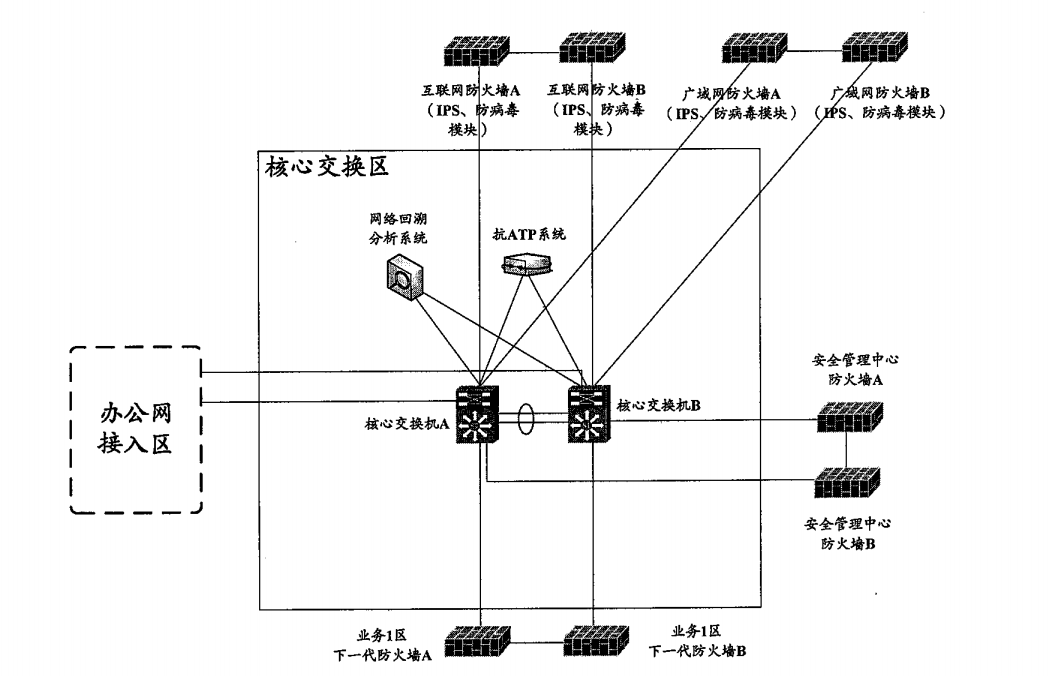 互联网防火墙A
（IPS、防病毒
模块）
互联网防火墙B
（IPS、防病毒
模块）
广域网防火墙A
（IPS、防病毒模块）
广域网防火墙B
（IPS、防病毒模块）
核心交换区
网络回溯
分析系统
抗ATP系统
办公网
接入区
核心交换机A
核心交换机B
安全管理中心
防火墙A
安全管理中心
防火墙B
业务1区
下一代防火墙A
业务1区
下一代防火墙B